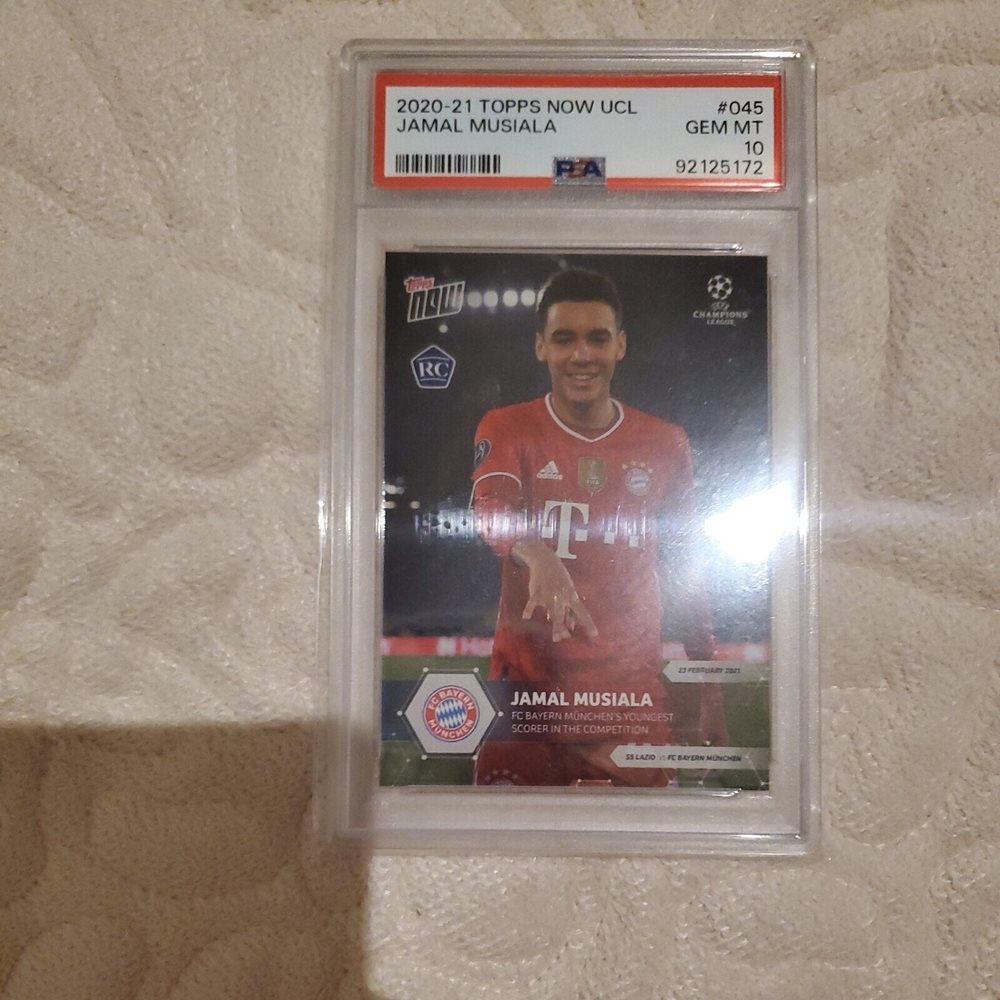 2020-21 TOPPS NOW UCL #045
JAMAL MUSIALA GEM MT
10
92125172
PSA
TOPPS
NOW
CHAMPIONS
LEAGUE
RC
adidas
FIFA
T
23 FEBRUARY 2021
FC BAYERN
MÜNCHEN
JAMAL MUSIALA
FC BAYERN MÜNCHEN'S YOUNGEST
SCORER IN THE COMPETITION
SS LAZIO vs FC BAYERN MÜNCHEN